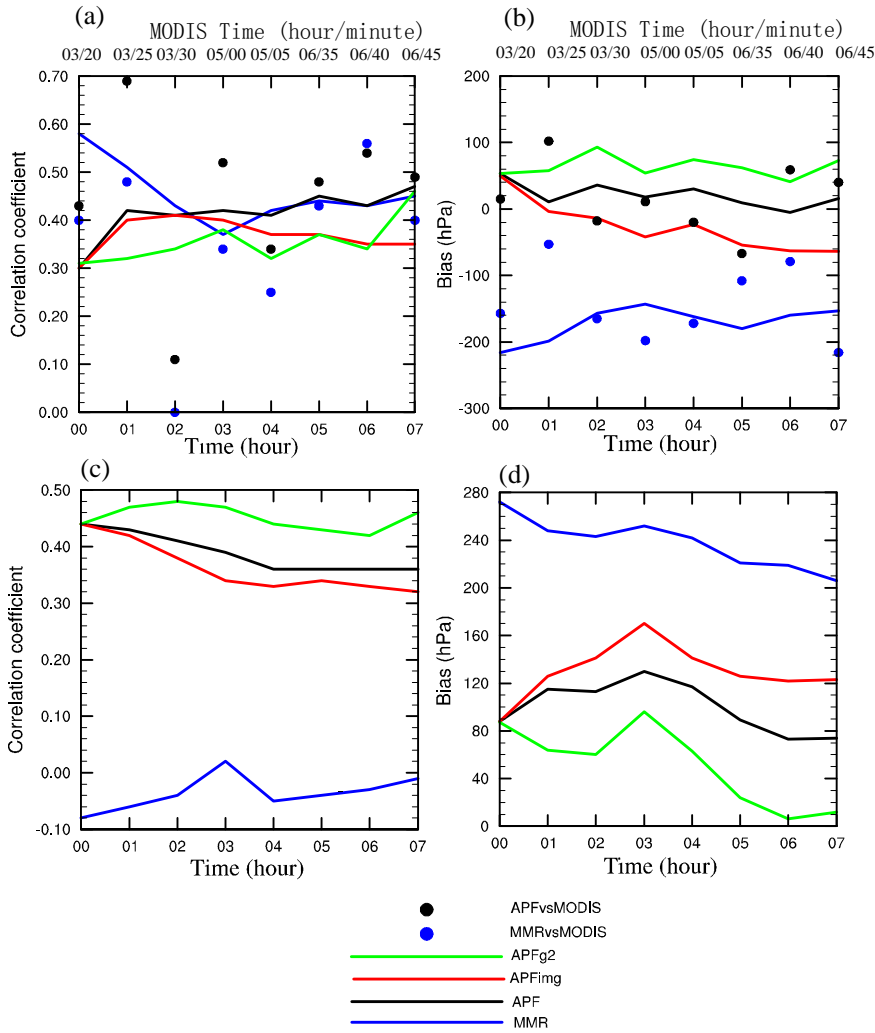 (a)
MODIS Time (hour/minute)
03/20 03/25 03/30 05/00 05/05 06/35 06/40 06/45
0.70
0.60
0.50
0.40
0.30
0.20
0.10
0.00
Correlation coefficient
00 01 02 03 04 05 06 07
Time (hour)
(b)
MODIS Time (hour/minute)
03/20 03/25 03/30 05/00 05/05 06/35 06/40 06/45
200
100
0
-100
-200
-300
Bias (hPa)
00 01 02 03 04 05 06 07
Time (hour)
(c)
0.50
0.40
0.30
0.00
-0.10
Correlation coefficient
00 01 02 03 04 05 06 07
Time (hour)
(d)
280
240
200
160
120
80
40
0
Bias (hPa)
00 01 02 03 04 05 06 07
Time (hour)
APFvsMODIS
MMRvsMODIS
APFg2
APFimg
APF
MMR